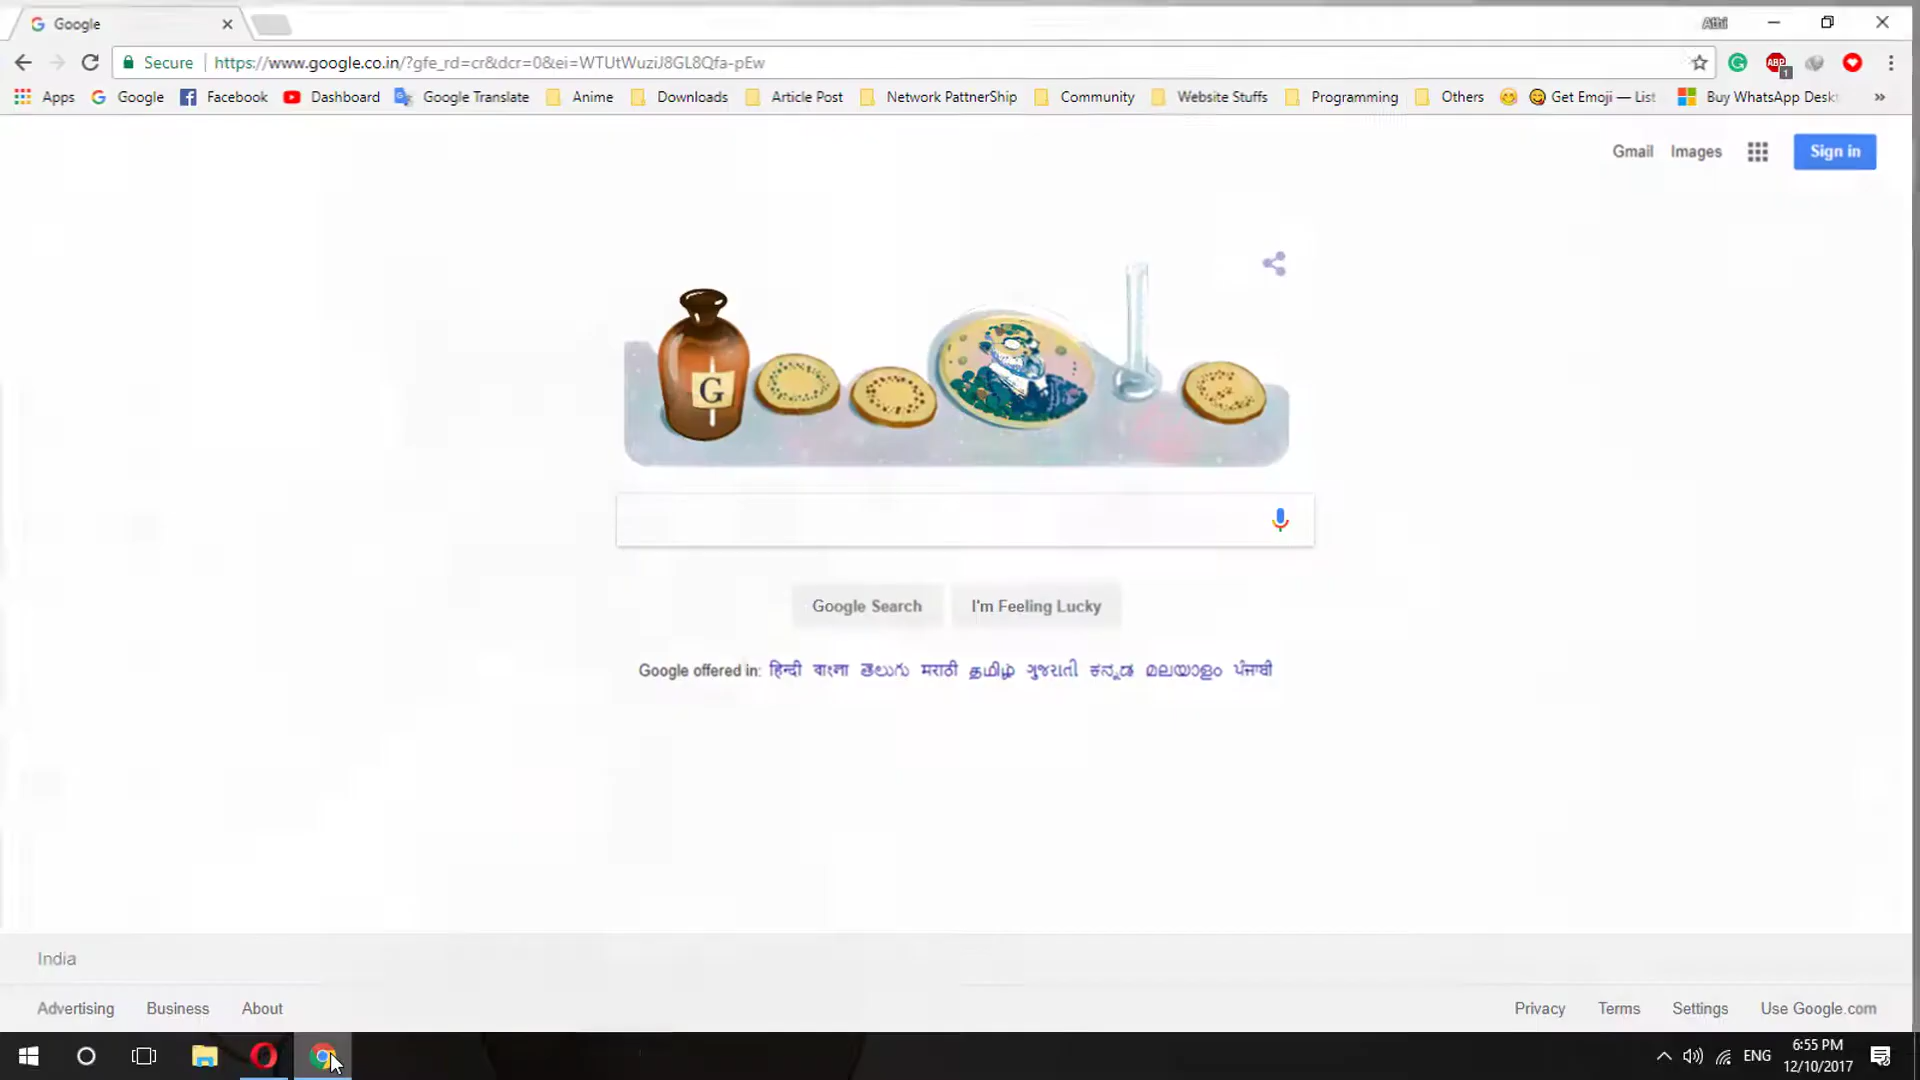 Google
Athi
Secure
https://www.google.co.in/?gfe_rd=cr&dcr=0&ei=WTUtWuziJ8GL8Qfa-pEw
ABP
1
Apps Google Facebook Dashboard Google Translate Anime Downloads Article Post Network PattnerShip Community Website Stuffs Programming Others Get Emoji — List Buy WhatsApp Deskt »
Gmail Images Sign in
G
Google Search I'm Feeling Lucky
Google offered in: हिन्दी বাংলা తెలుగు मराठी தமிழ் ગુજરાતી ಕನ್ನಡ മലയാളം ਪੰਜਾਬੀ
India
Advertising Business About Privacy Terms Settings Use Google.com
ENG
6:55 PM
12/10/2017